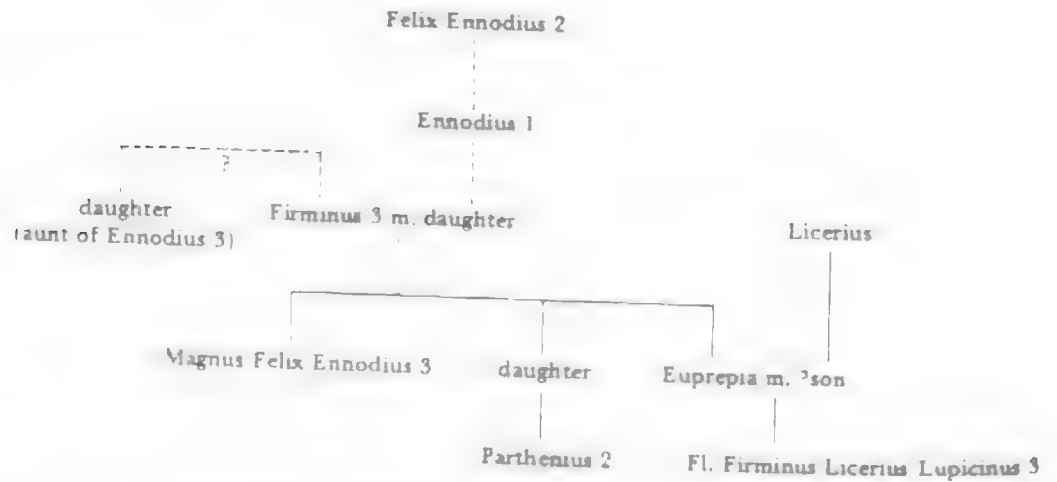 Felix Ennodius 2
Ennodius 1
?
daughter
(aunt of Ennodius 3)
Firminus 3 m. daughter
Licerius
Magnus Felix Ennodius 3
daughter
Euprepia m. ?son
Parthenius 2
Fl. Firminus Licerius Lupicinus 3